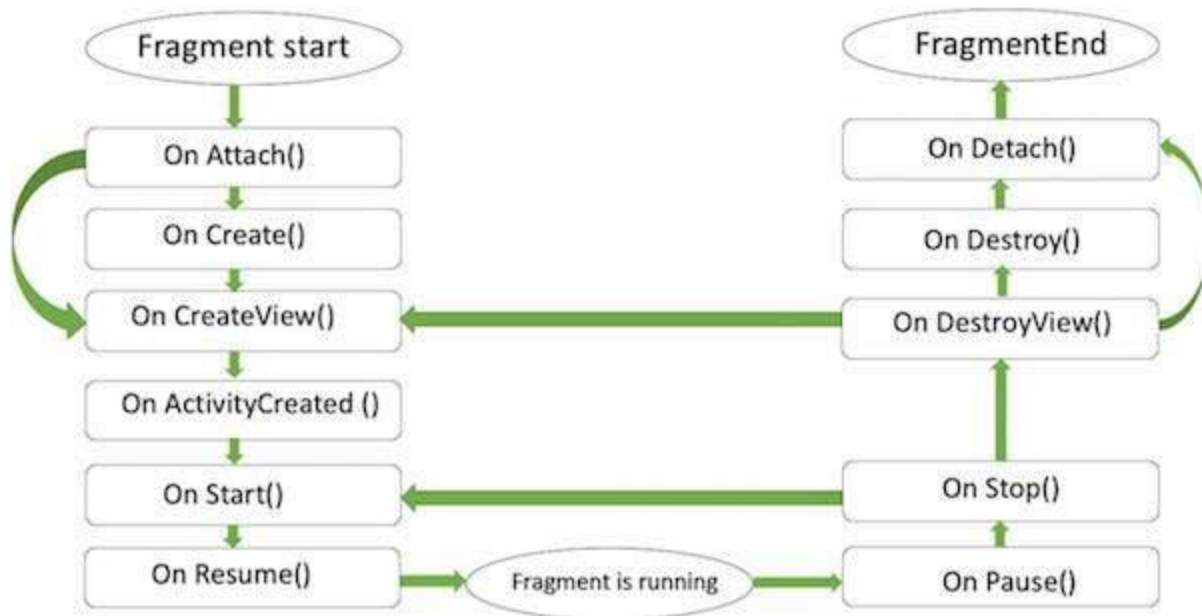 Fragment start
On Attach()
On Create()
On CreateView()
On ActivityCreated ()
On Start()
On Resume()
Fragment is running
On Pause()
On Stop()
On DestroyView()
On Destroy()
On Detach()
FragmentEnd